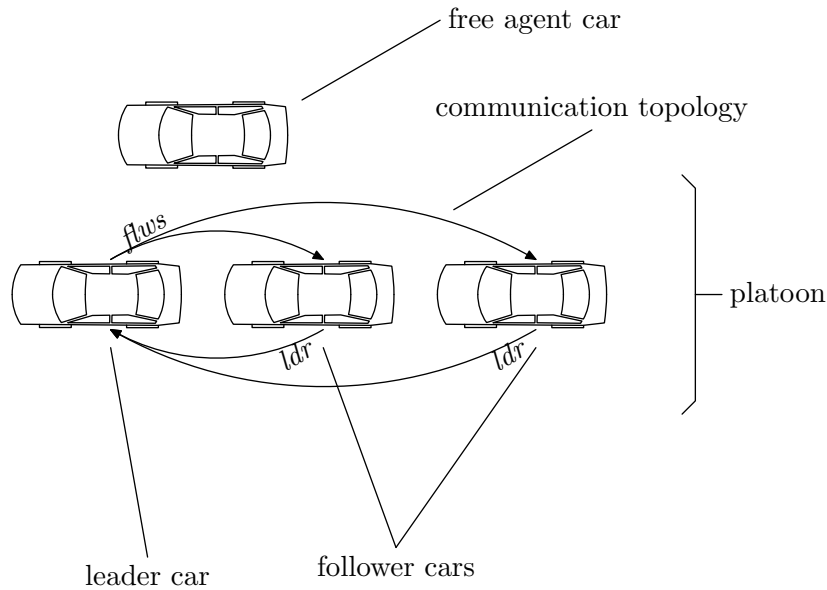 free agent car
communication topology
flws
platoon
ldr
ldr
follower cars
leader car